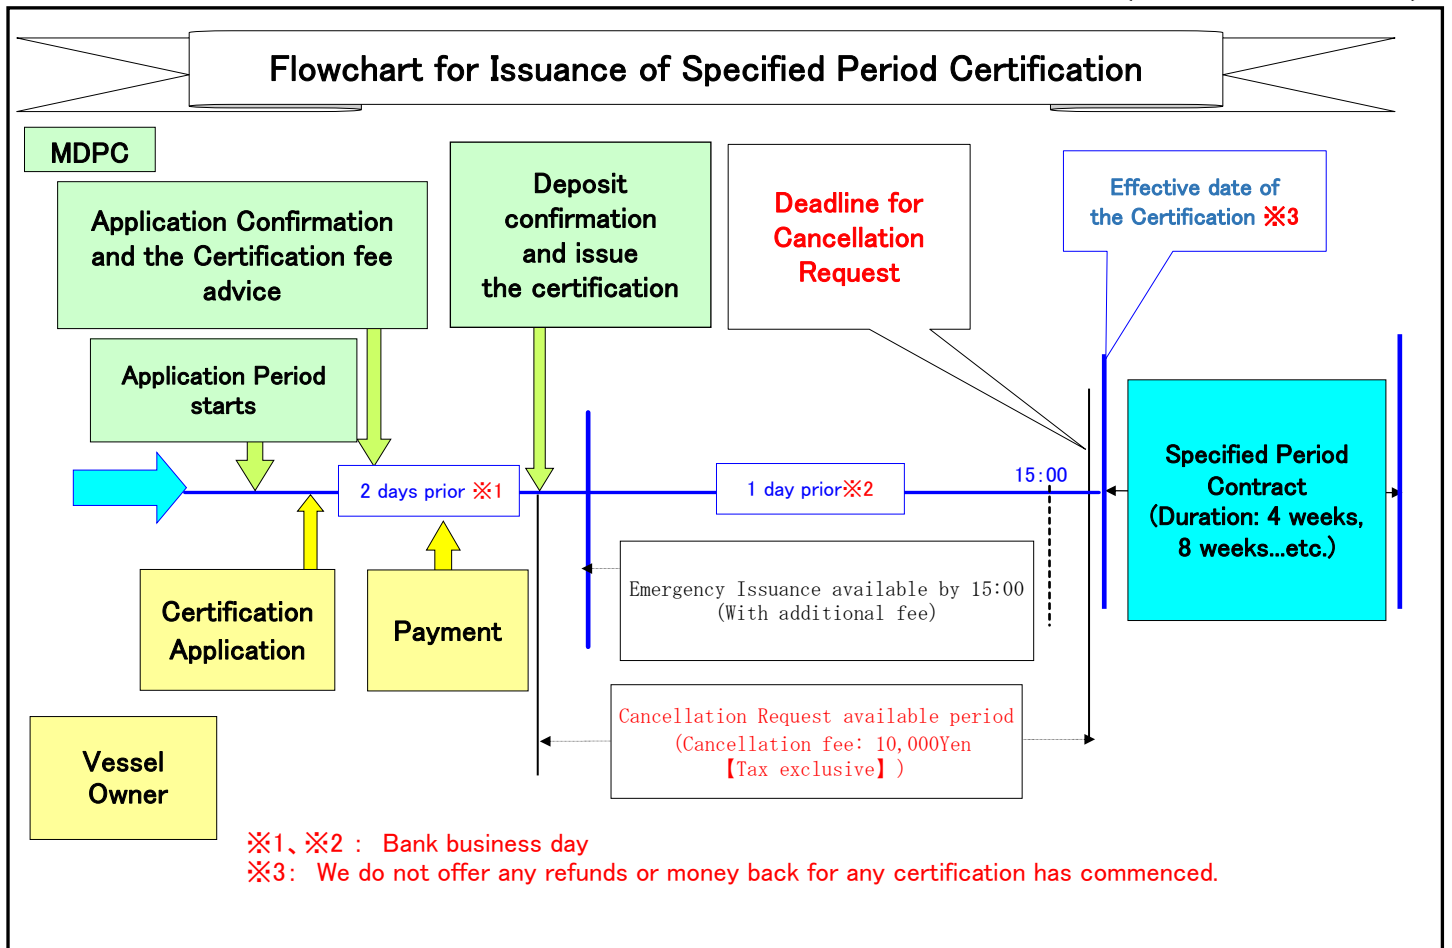 Flowchart for Issuance of Specified Period Certification
MDPC
Application Confirmation
and the Certification fee
advice
Deposit
confirmation
and issue
the certification
Deadline for
Cancellation
Request
Effective date of
the Certification ※3
Application Period
starts
2 days prior ※1
1 day prior※2
15:00
Specified Period
Contract
(Duration: 4 weeks,
8 weeks...etc.)
Emergency Issuance available by 15:00
(With additional fee)
Certification
Application
Payment
Cancellation Request available period
(Cancellation fee: 10,000Yen
【Tax exclusive】)
Vessel
Owner
※1、※2 : Bank business day
※3: We do not offer any refunds or money back for any certification has commenced.